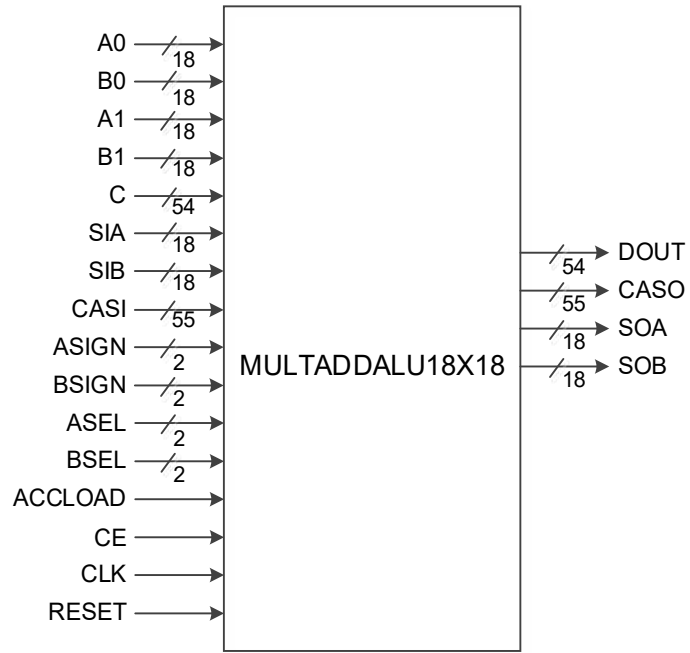 A0
18
B0
18
A1
18
B1
18
C
54
SIA
18
SIB
18
CASI
55
ASIGN
2
BSIGN
2
ASEL
2
BSEL
2
ACCLOAD
CE
CLK
RESET
MULTADDALU18X18
DOUT
54
CASO
55
SOA
18
SOB
18